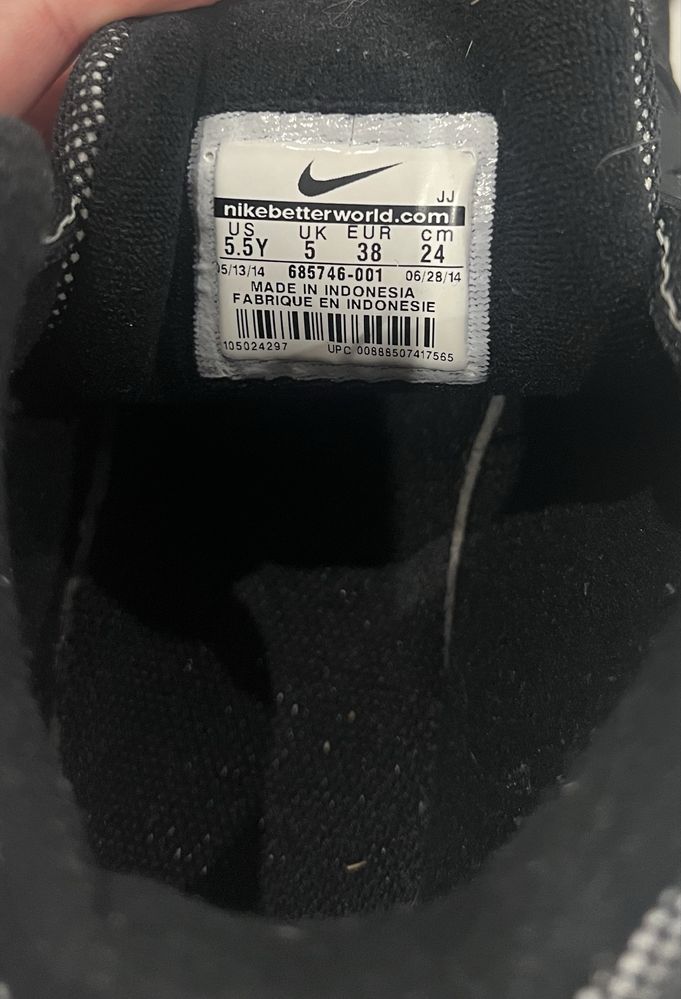 JJ
nikebetterworld.com
US UK EUR cm
5.5Y 5 38 24
05/13/14 685746-001 06/28/14
MADE IN INDONESIA
FABRIQUE EN INDONESIE
105024297 UPC 00888507417565